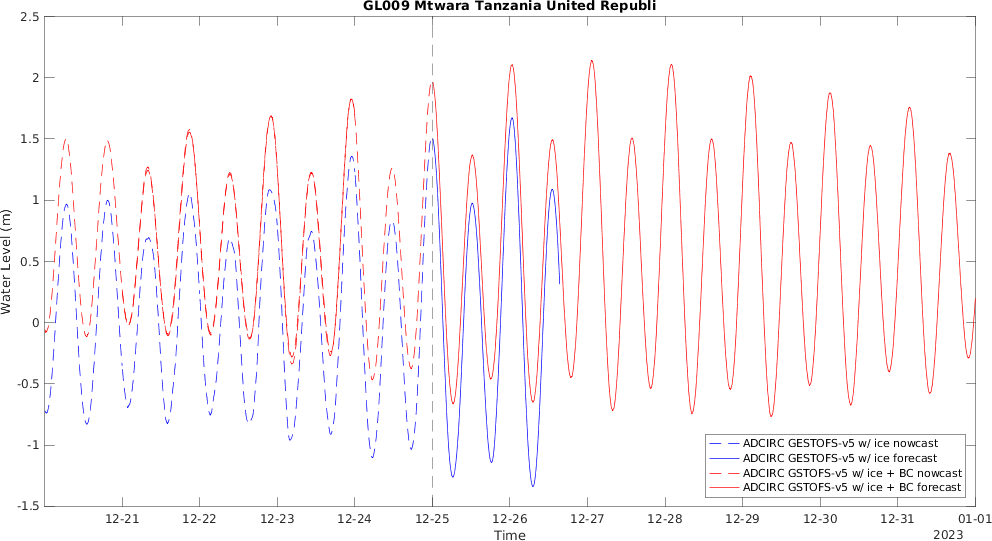 GL009 Mtwara Tanzania United Republi
Water Level (m)
2.5
2
1.5
1
0.5
0
-0.5
-1
-1.5
12-21 12-22 12-23 12-24 12-25 12-26 12-27 12-28 12-29 12-30 12-31 01-01
Time
2023
ADCIRC GESTOFS-v5 w/ ice nowcast
ADCIRC GESTOFS-v5 w/ ice forecast
ADCIRC GSTOFS-v5 w/ ice + BC nowcast
ADCIRC GSTOFS-v5 w/ ice + BC forecast